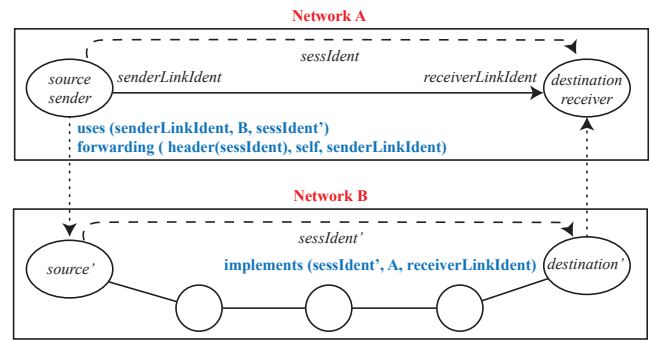 Network A
sessIdent
source
sender
senderLinkIdent
receiverLinkIdent
destination
receiver
uses (senderLinkIdent, B, sessIdent’)
forwarding ( header(sessIdent), self, senderLinkIdent)
Network B
sessIdent’
source’
implements (sessIdent’, A, receiverLinkIdent)
destination’